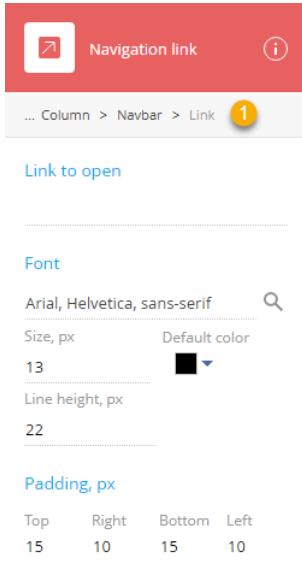 Navigation link
... Column > Navbar > Link 1
Link to open
Font
Arial, Helvetica, sans-serif
Size, px Default color
13
Line height, px
22
Padding, px
Top Right Bottom Left
15 10 15 10